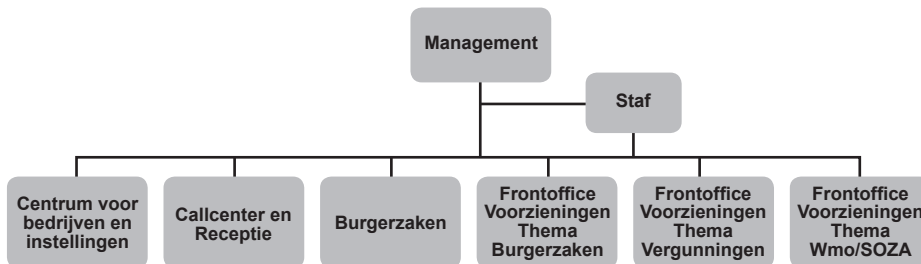 Management
Staf
Centrum voor
bedrijven en
instellingen
Callcenter en
Receptie
Burgerzaken
Frontoffice
Voorzieningen
Thema
Burgerzaken
Frontoffice
Voorzieningen
Thema
Vergunningen
Frontoffice
Voorzieningen
Thema
Wmo/SOZA